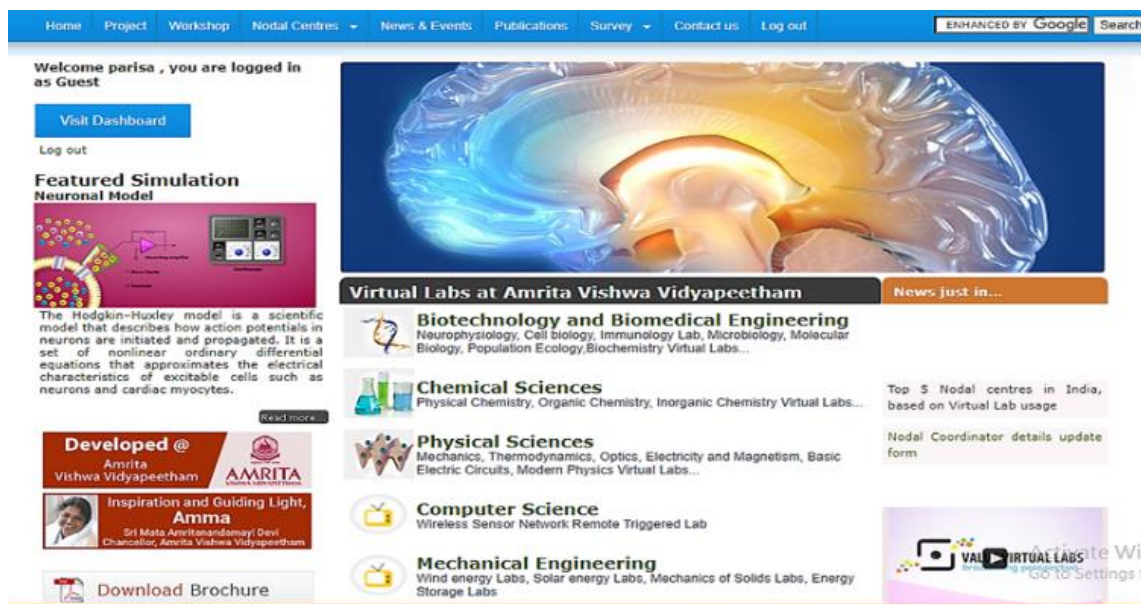 Home Project Workshop Nodal Centres News & Events Publications Survey Contact us Log out
ENHANCED BY Google Search
Welcome parisa , you are logged in
as Guest
Visit Dashboard
Log out
Featured Simulation
Neuronal Model
The Hodgkin-Huxley model is a scientific
model that describes how action potentials in
neurons are initiated and propagated. It is a
set of nonlinear ordinary differential
equations that approximates the electrical
characteristics of excitable cells such as
neurons and cardiac myocytes.
Read more...
Developed @
Amrita
Vishwa Vidyapeetham
AMRITA
VISHWA VIDYAPEETHAM
Inspiration and Guiding Light,
Amma
Sri Mata Amritanandamayi Devi
Chancellor, Amrita Vishwa Vidyapeetham
Download Brochure
Virtual Labs at Amrita Vishwa Vidyapeetham
Biotechnology and Biomedical Engineering
Neurophysiology, Cell biology, Immunology Lab, Microbiology, Molecular
Biology, Population Ecology,Biochemistry Virtual Labs...
Chemical Sciences
Physical Chemistry, Organic Chemistry, Inorganic Chemistry Virtual Labs...
Physical Sciences
Mechanics, Thermodynamics, Optics, Electricity and Magnetism, Basic
Electric Circuits, Modern Physics Virtual Labs...
Computer Science
Wireless Sensor Network Remote Triggered Lab
Mechanical Engineering
Wind energy Labs, Solar energy Labs, Mechanics of Solids Labs, Energy
Storage Labs
News just in...
Top 5 Nodal centres in India,
based on Virtual Lab usage
Nodal Coordinator details update
form
VIRTUAL LABS
Activate Wi
Go to Settings